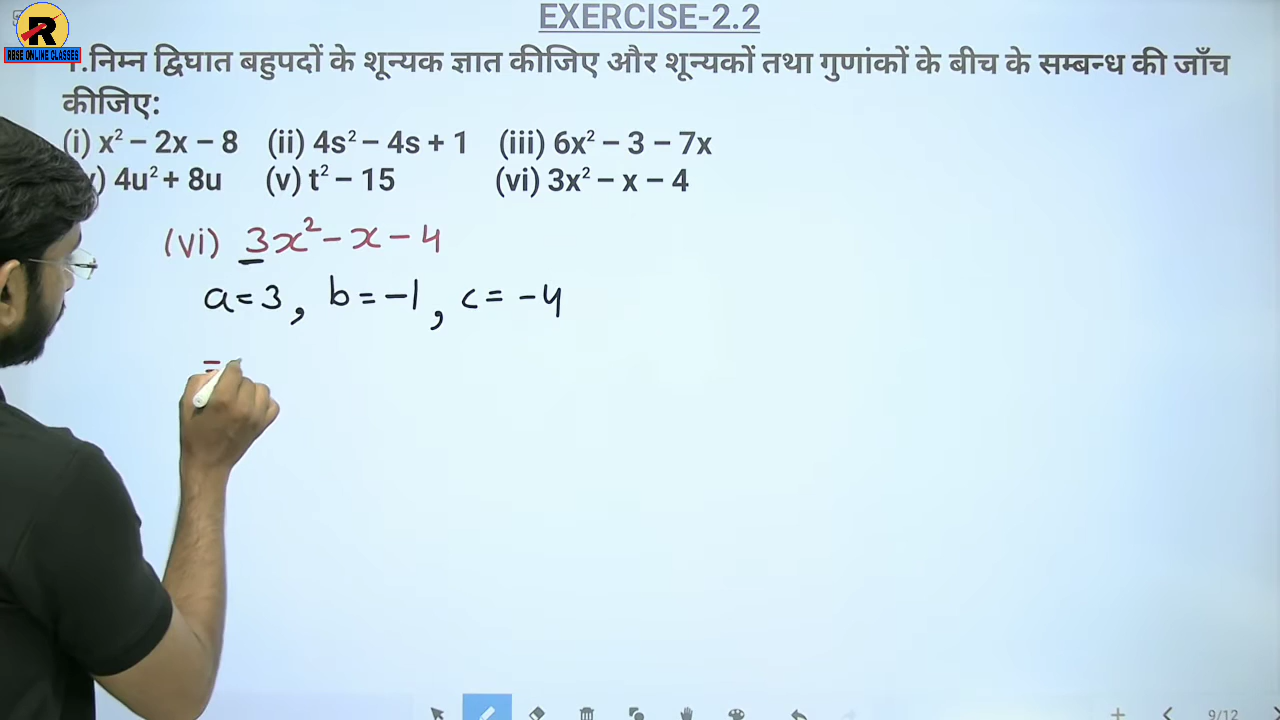 EXERCISE-2.2
R
RBSE ONLINE CLASSES
1.निम्न द्विघात बहुपदों के शून्यक ज्ञात कीजिए और शून्यकों तथा गुणांकों के बीच के सम्बन्ध की जाँच
कीजिए:
(i) x² – 2x – 8 (ii) 4s² – 4s + 1 (iii) 6x² – 3 – 7x
) 4u² + 8u (v) t² – 15 (vi) 3x² – x – 4
(vi) 3x² – x – 4
a = 3, b = –1, c = –4
=
9/12